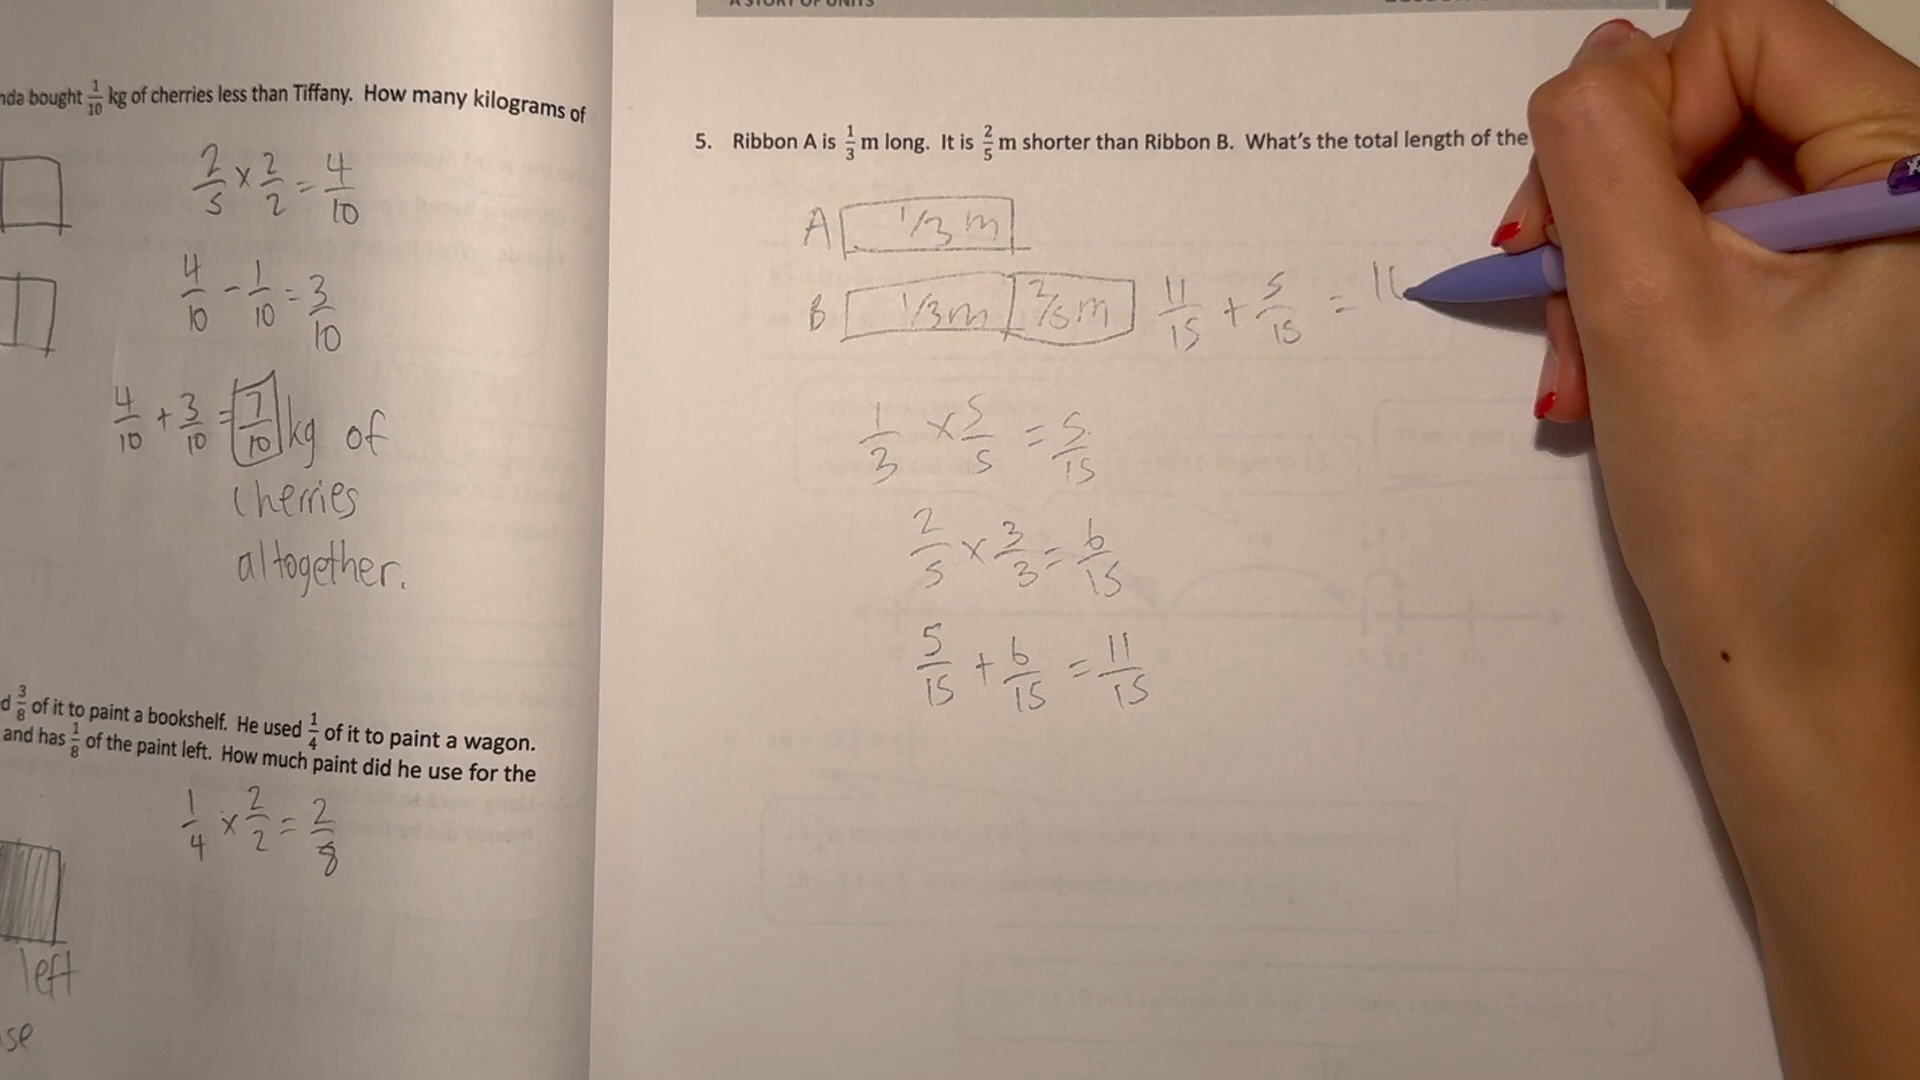 A STORY OF UNITS
bought 1/10 kg of cherries less than Tiffany. How many kilograms of
2/5 × 2/2 = 4/10
4/10 - 1/10 = 3/10
4/10 + 3/10 = 7/10 kg of
cherries
altogether.
3/8 of it to paint a bookshelf. He used 1/4 of it to paint a wagon.
and has 1/8 of the paint left. How much paint did he use for the
1/4 × 2/2 = 2/8
left
5. Ribbon A is 1/3 m long. It is 2/5 m shorter than Ribbon B. What's the total length of the
A 1/3 m
B 1/3 m 2/5 m 11/15 + 5/15 =
1/3 × 5/5 = 5/15
2/5 × 3/3 = 6/15
5/15 + 6/15 = 11/15